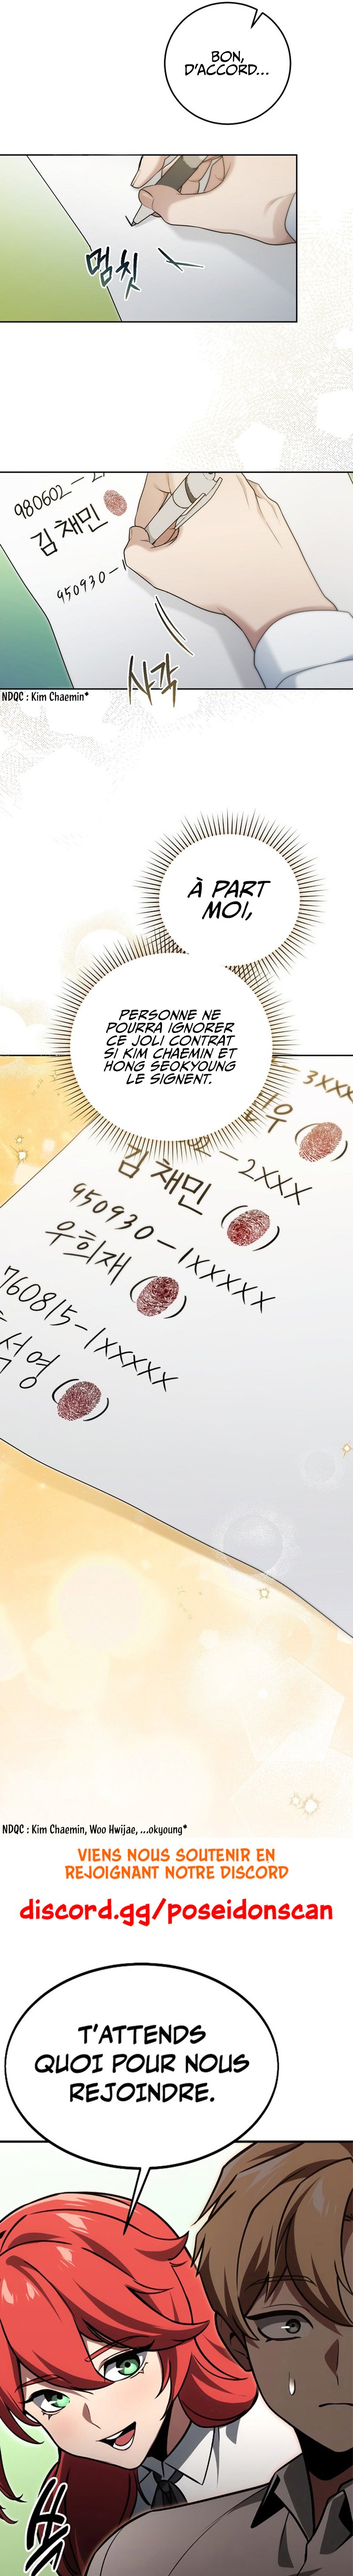 BON,
D'ACCORD...
멈칫
980602-2
김채민
950930-1
사각
NDQC : Kim Chaemin*
À PART
MOI,
PERSONNE NE
POURRA IGNORER
CE JOLI CONTRAT
SI KIM CHAEMIN ET
HONG SEOKYOUNG
LE SIGNENT.
-3XXX
우
-2XXX
김채민
950930-1XXXXX
우희재
760815-1XXXXX
석영
NDQC : Kim Chaemin, Woo Hwijae, ...okyoung*
VIENS NOUS SOUTENIR EN
REJOIGNANT NOTRE DISCORD
discord.gg/poseidonscan
T'ATTENDS
QUOI POUR NOUS
REJOINDRE.